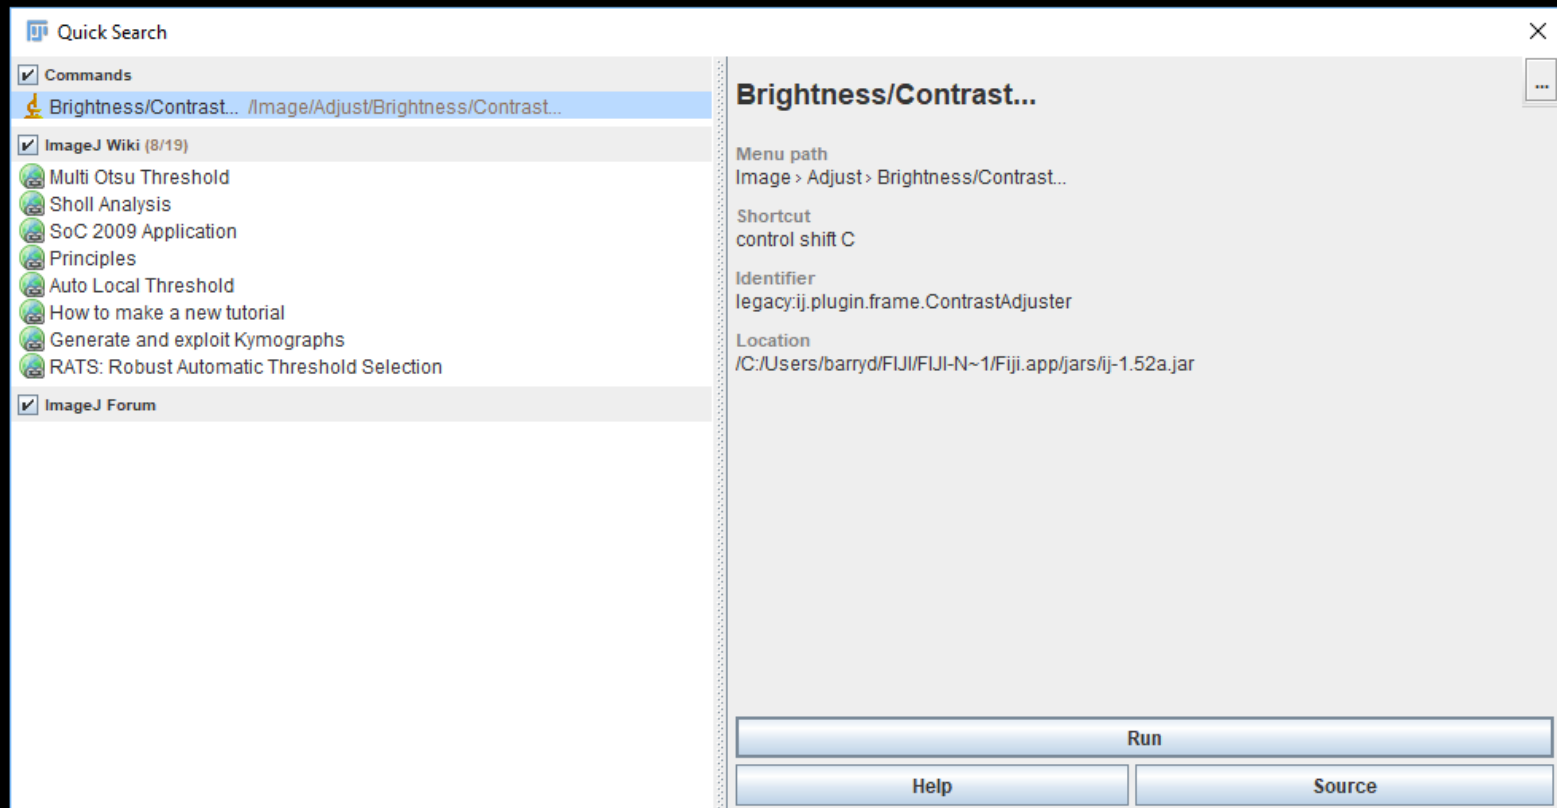 Quick Search
Commands
Brightness/Contrast... /Image/Adjust/Brightness/Contrast...
ImageJ Wiki (8/19)
Multi Otsu Threshold
Sholl Analysis
SoC 2009 Application
Principles
Auto Local Threshold
How to make a new tutorial
Generate and exploit Kymographs
RATS: Robust Automatic Threshold Selection
ImageJ Forum
...
Brightness/Contrast...
Menu path
Image › Adjust › Brightness/Contrast...
Shortcut
control shift C
Identifier
legacy:ij.plugin.frame.ContrastAdjuster
Location
/C:/Users/barryd/FIJI/FIJI-N~1/Fiji.app/jars/ij-1.52a.jar
Run
Help Source